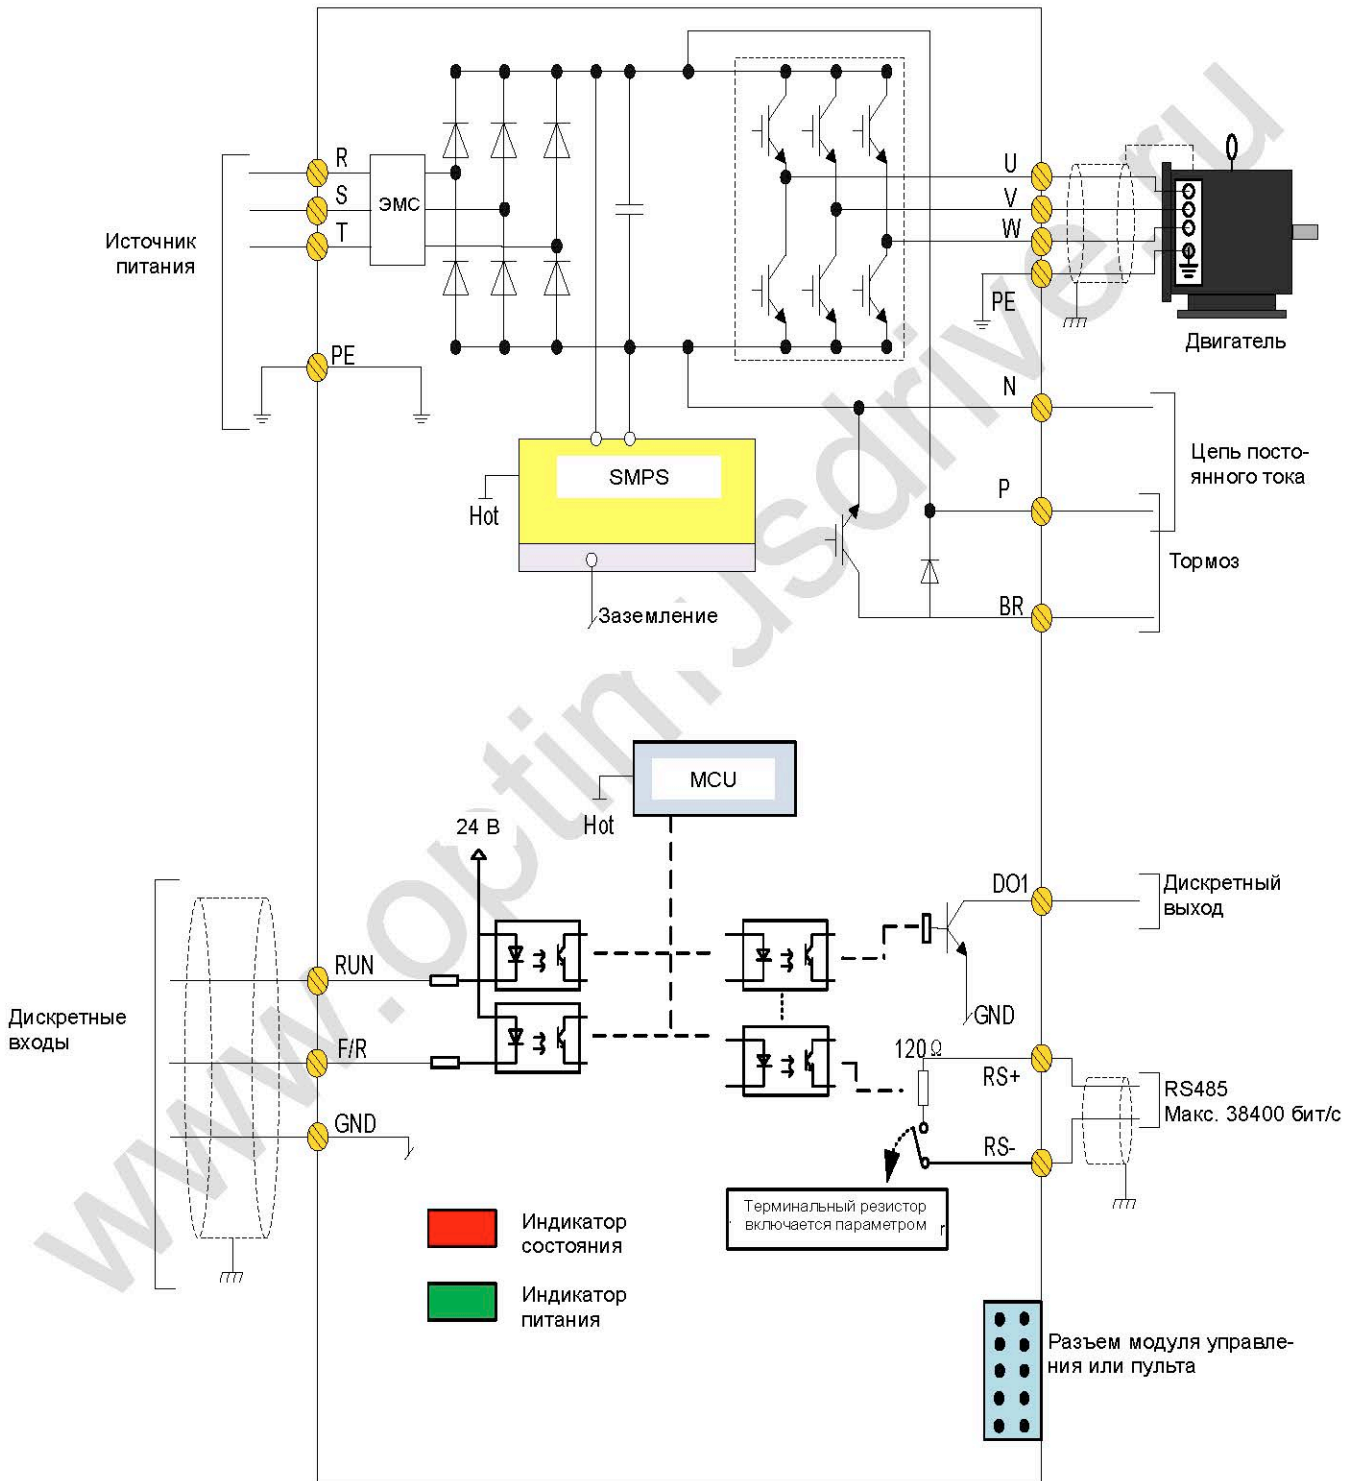 R
S
T
ЭМС
Источник
питания
PE
U
V
W
PE
Двигатель
N
Цепь посто-
янного тока
P
Тормоз
BR
SMPS
Hot
Заземление
MCU
Hot
24 В
DO1
Дискретный
выход
RUN
GND
Дискретные
входы
F/R
120Ω
RS+
RS485
Макс. 38400 бит/с
GND
RS-
Терминальный резистор
включается параметром
r
Индикатор
состояния
Индикатор
питания
Разъем модуля управле-
ния или пульта
www.optimusdrive.ru